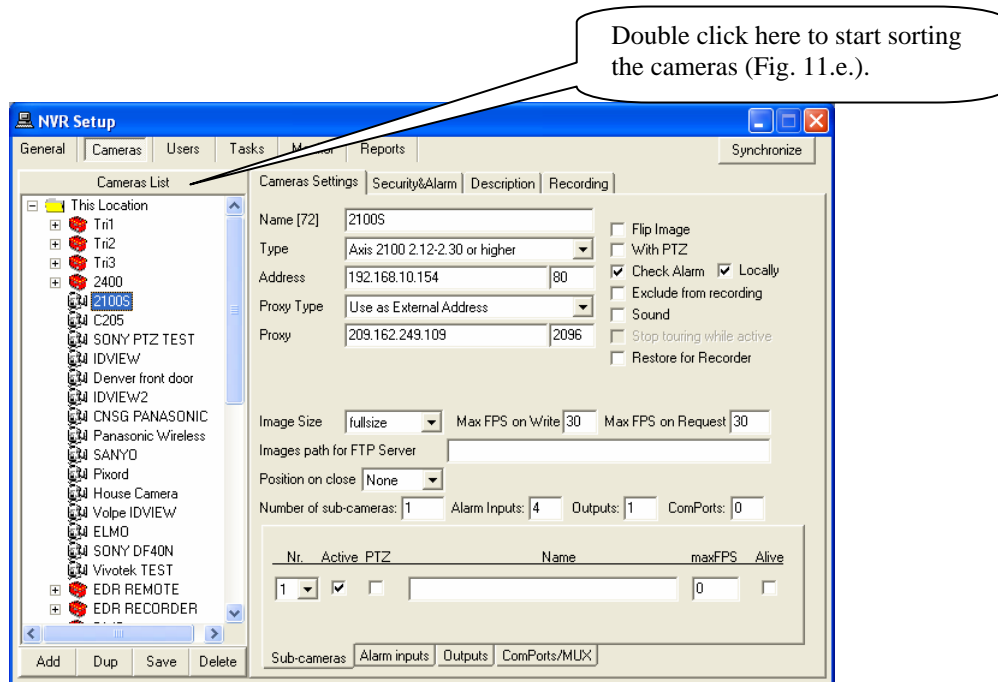 Double click here to start sorting
the cameras (Fig. 11.e.).
NVR Setup
General Cameras Users Tasks Monitor Reports Synchronize
Cameras List
This Location
Tri1
Tri2
Tri3
2400
2100S
C205
SONY PTZ TEST
IDVIEW
Denver front door
IDVIEW2
CNSG PANASONIC
Panasonic Wireless
SANYO
Pixord
House Camera
Volpe IDVIEW
ELMO
SONY DF40N
Vivotek TEST
EDR REMOTE
EDR RECORDER
Add Dup Save Delete
Cameras Settings Security&Alarm Description Recording
Name [72] 2100S
Type Axis 2100 2.12-2.30 or higher
Address 192.168.10.154 80
Proxy Type Use as External Address
Proxy 209.162.249.109 2096
Flip Image
With PTZ
Check Alarm Locally
Exclude from recording
Sound
Stop touring while active
Restore for Recorder
Image Size fullsize Max FPS on Write 30 Max FPS on Request 30
Images path for FTP Server
Position on close None
Number of sub-cameras: 1 Alarm Inputs: 4 Outputs: 1 ComPorts: 0
Nr. Active PTZ Name maxFPS Alive
1 0
Sub-cameras Alarm inputs Outputs ComPorts/MUX